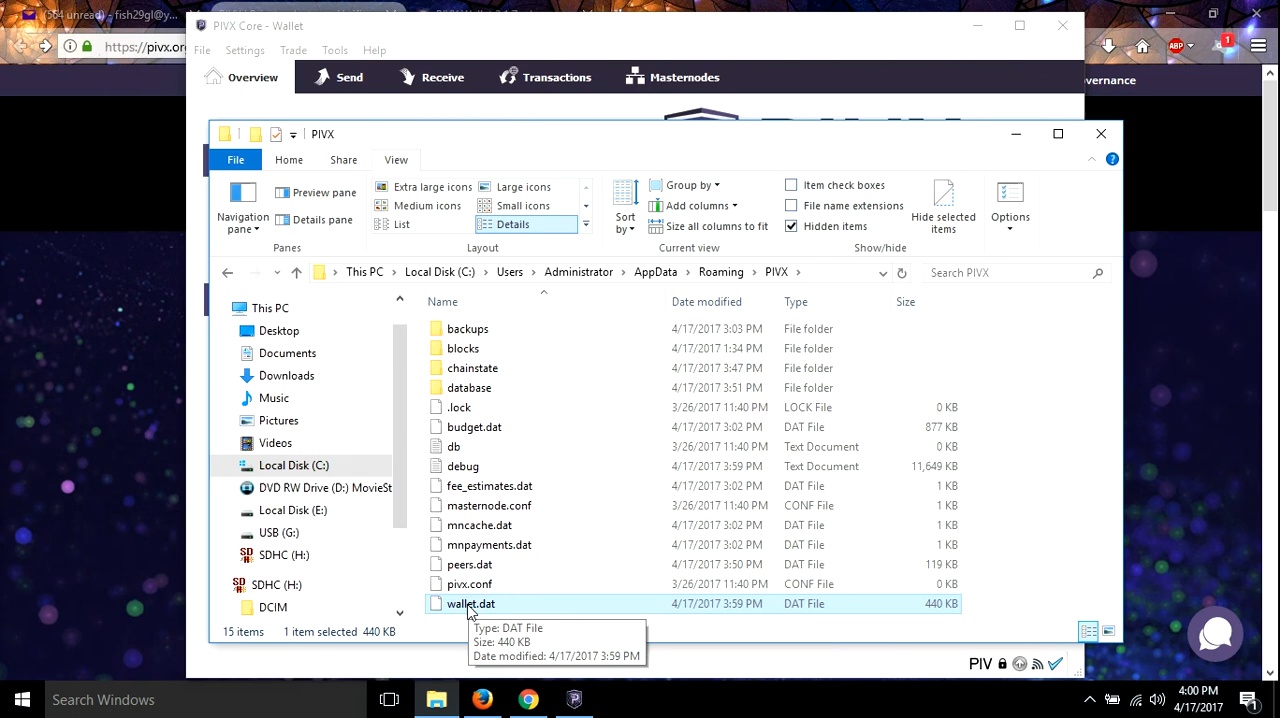 (564 unread) - fish29gl@y...
PIVX Core - Wallet
https://pivx.or
ABP
1
File Settings Trade Tools Help
Overview Send Receive Transactions Masternodes
ernance
PIVX
File Home Share View
Navigation pane
Preview pane
Details pane
Panes
Extra large icons Large icons
Medium icons Small icons
List Details
Layout
Sort by
Group by
Add columns
Size all columns to fit
Current view
Item check boxes
File name extensions
Hidden items
Hide selected items
Show/hide
Options
This PC Local Disk (C:) Users Administrator AppData Roaming PIVX
Search PIVX
This PC
Desktop
Documents
Downloads
Music
Pictures
Videos
Local Disk (C:)
DVD RW Drive (D:) MovieSt
Local Disk (E:)
USB (G:)
SDHC (H:)
SDHC (H:)
DCIM
Name Date modified Type Size
backups 4/17/2017 3:03 PM File folder
blocks 4/17/2017 1:34 PM File folder
chainstate 4/17/2017 3:47 PM File folder
database 4/17/2017 3:51 PM File folder
.lock 3/26/2017 11:40 PM LOCK File 0 KB
budget.dat 4/17/2017 3:02 PM DAT File 877 KB
db 3/26/2017 11:40 PM Text Document 0 KB
debug 4/17/2017 3:59 PM Text Document 11,649 KB
fee_estimates.dat 4/17/2017 3:02 PM DAT File 1 KB
masternode.conf 3/26/2017 11:40 PM CONF File 0 KB
mncache.dat 4/17/2017 3:02 PM DAT File 1 KB
mnpayments.dat 4/17/2017 3:02 PM DAT File 1 KB
peers.dat 4/17/2017 3:50 PM DAT File 119 KB
pivx.conf 3/26/2017 11:40 PM CONF File 0 KB
wallet.dat 4/17/2017 3:59 PM DAT File 440 KB
Type: DAT File
Size: 440 KB
Date modified: 4/17/2017 3:59 PM
15 items 1 item selected 440 KB
PIV
Search Windows
4:00 PM
4/17/2017
1